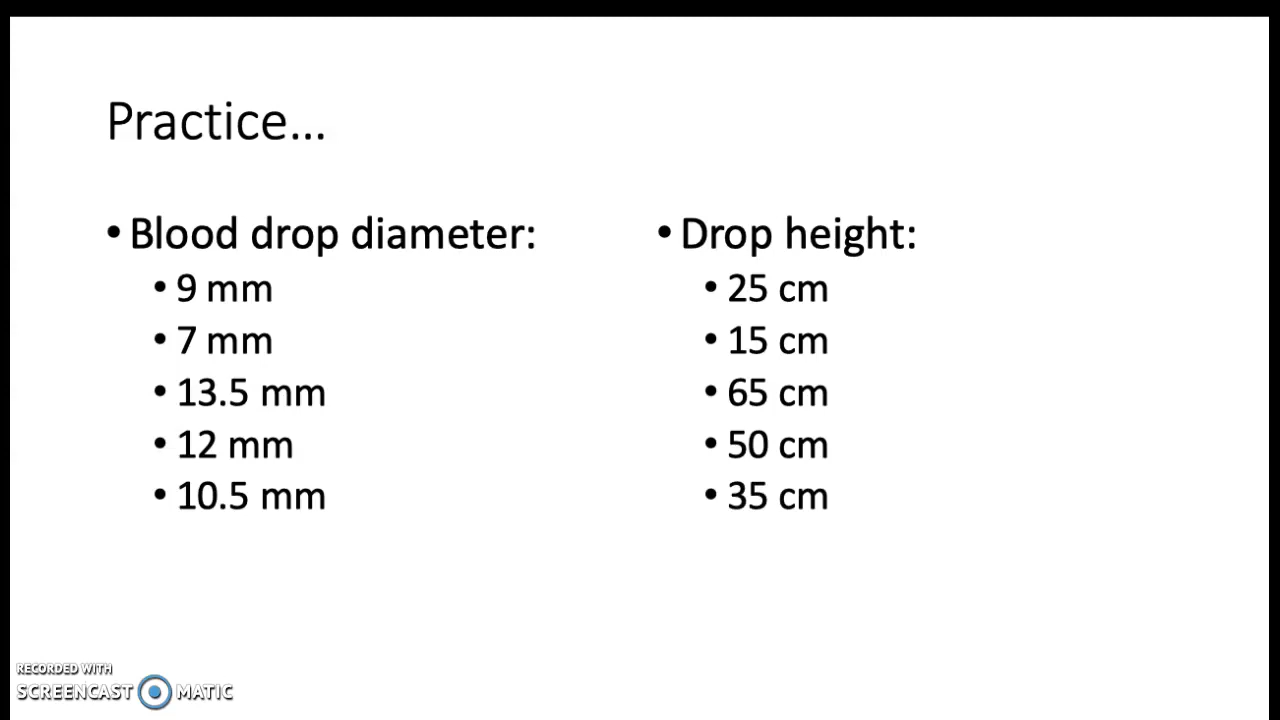 Practice...
• Blood drop diameter:
• 9 mm
• 7 mm
• 13.5 mm
• 12 mm
• 10.5 mm
• Drop height:
• 25 cm
• 15 cm
• 65 cm
• 50 cm
• 35 cm
RECORDED WITH
SCREENCAST MATIC